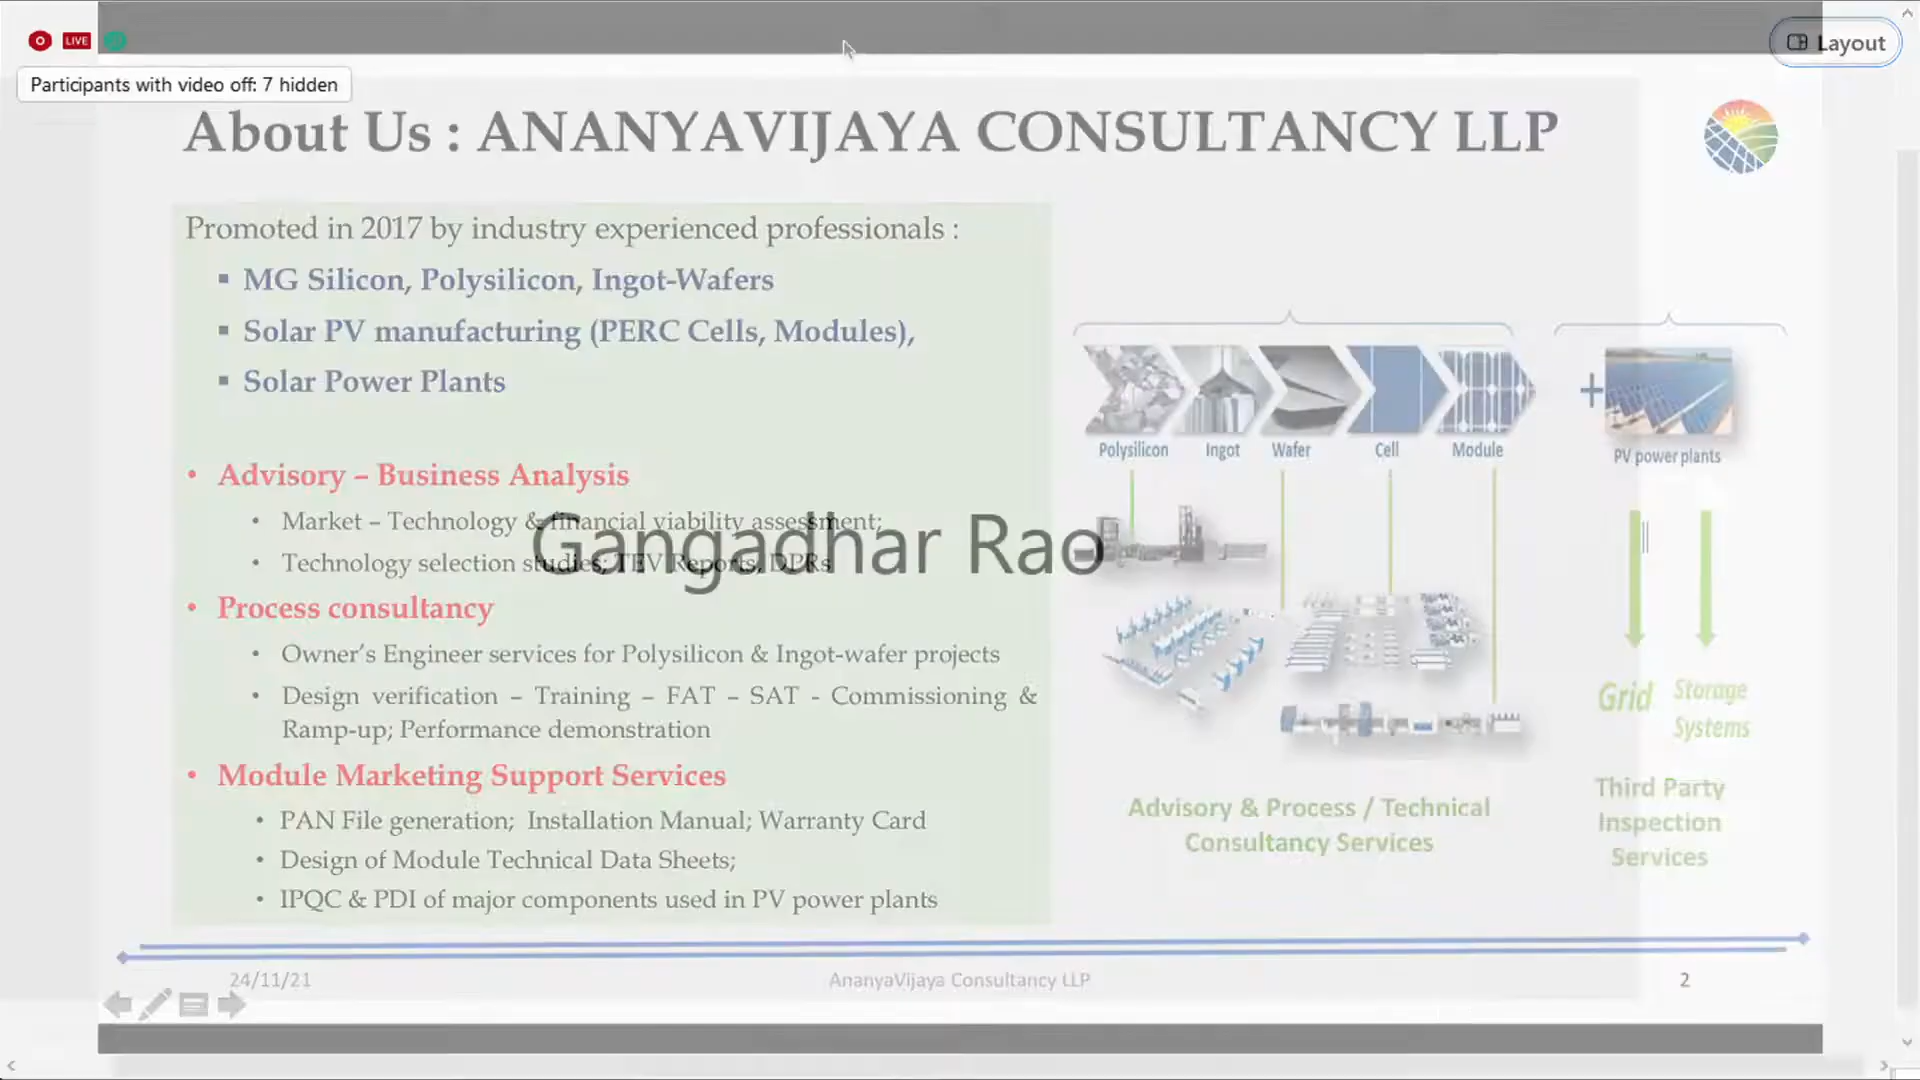 LIVE
Layout
Participants with video off: 7 hidden
About Us : ANANYAVIJAYA CONSULTANCY LLP
Promoted in 2017 by industry experienced professionals :
▪ MG Silicon, Polysilicon, Ingot-Wafers
▪ Solar PV manufacturing (PERC Cells, Modules),
▪ Solar Power Plants
• Advisory – Business Analysis
• Market – Technology & financial viability assessment;
• Technology selection studies; TEV Reports, DPRs
Gangadhar Rao
• Process consultancy
• Owner’s Engineer services for Polysilicon & Ingot-wafer projects
• Design verification – Training – FAT – SAT - Commissioning &
Ramp-up; Performance demonstration
• Module Marketing Support Services
• PAN File generation; Installation Manual; Warranty Card
• Design of Module Technical Data Sheets;
• IPQC & PDI of major components used in PV power plants
Polysilicon Ingot Wafer Cell Module
+
PV power plants
Grid
Storage
Systems
Advisory & Process / Technical
Consultancy Services
Third Party
Inspection
Services
24/11/21
AnanyaVijaya Consultancy LLP
2